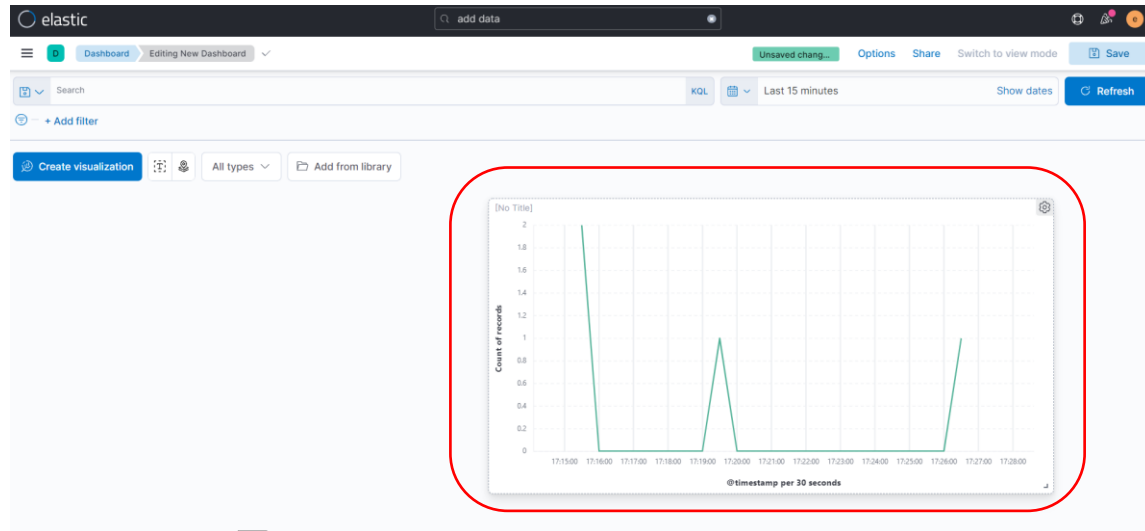 elastic
add data
e
D
Dashboard
Editing New Dashboard
Unsaved chang...
Options
Share
Switch to view mode
Save
Search
KQL
Last 15 minutes
Show dates
Refresh
+ Add filter
Create visualization
All types
Add from library
[No Title]
2
1.8
1.6
1.4
1.2
1
0.8
0.6
0.4
0.2
0
Count of records
17:15:00 17:16:00 17:17:00 17:18:00 17:19:00 17:20:00 17:21:00 17:22:00 17:23:00 17:24:00 17:25:00 17:26:00 17:27:00 17:28:00
@timestamp per 30 seconds